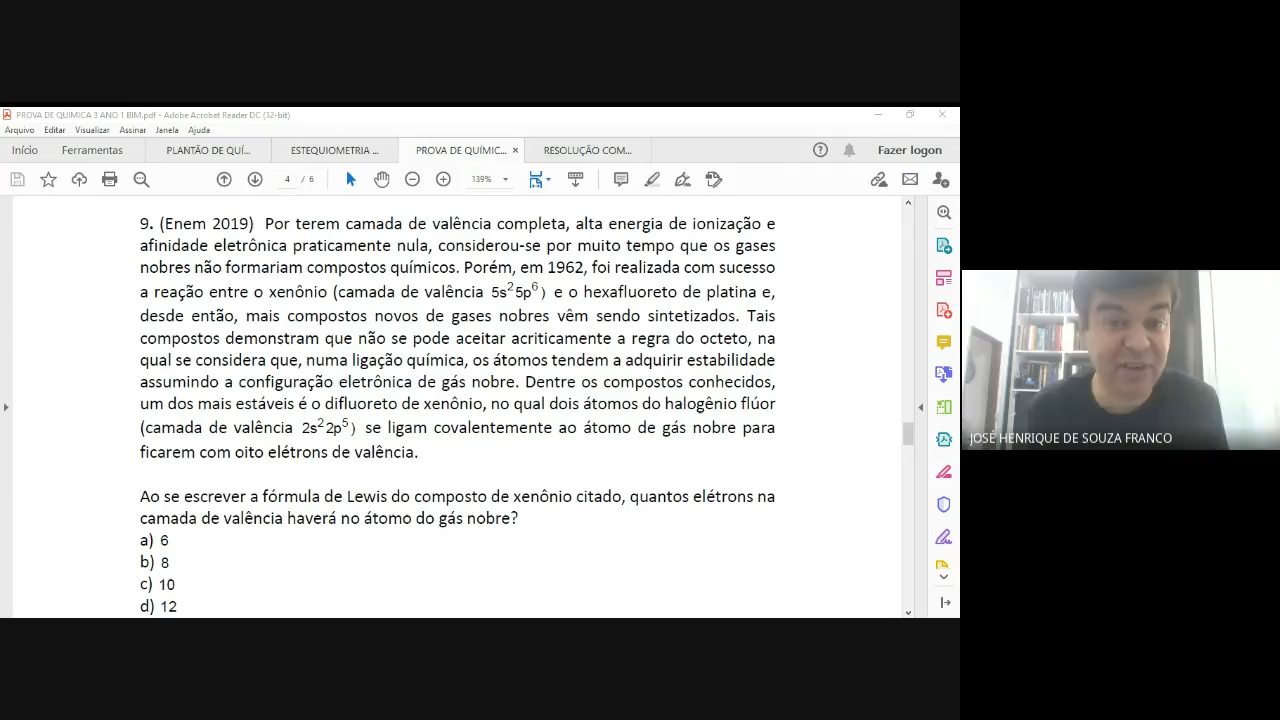 PROVA DE QUÍMICA 3 ANO 1 BIM.pdf - Adobe Acrobat Reader DC (32-bit)
Arquivo Editar Visualizar Assinar Janela Ajuda
Início Ferramentas PLANTÃO DE QUÍ... ESTEQUIOMETRIA ... PROVA DE QUÍMIC... × RESOLUÇÃO COM... Fazer logon
4 / 6 139%
9. (Enem 2019) Por terem camada de valência completa, alta energia de ionização e
afinidade eletrônica praticamente nula, considerou-se por muito tempo que os gases
nobres não formariam compostos químicos. Porém, em 1962, foi realizada com sucesso
a reação entre o xenônio (camada de valência 5s²5p⁶) e o hexafluoreto de platina e,
desde então, mais compostos novos de gases nobres vêm sendo sintetizados. Tais
compostos demonstram que não se pode aceitar acriticamente a regra do octeto, na
qual se considera que, numa ligação química, os átomos tendem a adquirir estabilidade
assumindo a configuração eletrônica de gás nobre. Dentre os compostos conhecidos,
um dos mais estáveis é o difluoreto de xenônio, no qual dois átomos do halogênio flúor
(camada de valência 2s²2p⁵) se ligam covalentemente ao átomo de gás nobre para
ficarem com oito elétrons de valência.
Ao se escrever a fórmula de Lewis do composto de xenônio citado, quantos elétrons na
camada de valência haverá no átomo do gás nobre?
a) 6
b) 8
c) 10
d) 12
JOSÉ HENRIQUE DE SOUZA FRANCO